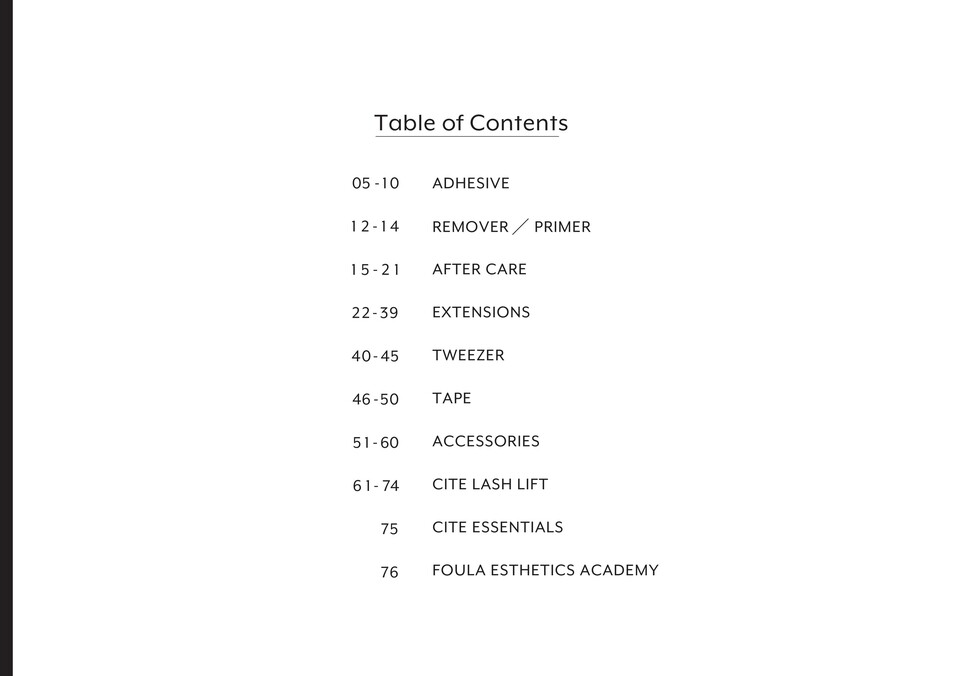 Table of Contents
05-10 ADHESIVE
12-14 REMOVER ／ PRIMER
15-21 AFTER CARE
22-39 EXTENSIONS
40-45 TWEEZER
46-50 TAPE
51-60 ACCESSORIES
61-74 CITE LASH LIFT
75 CITE ESSENTIALS
76 FOULA ESTHETICS ACADEMY